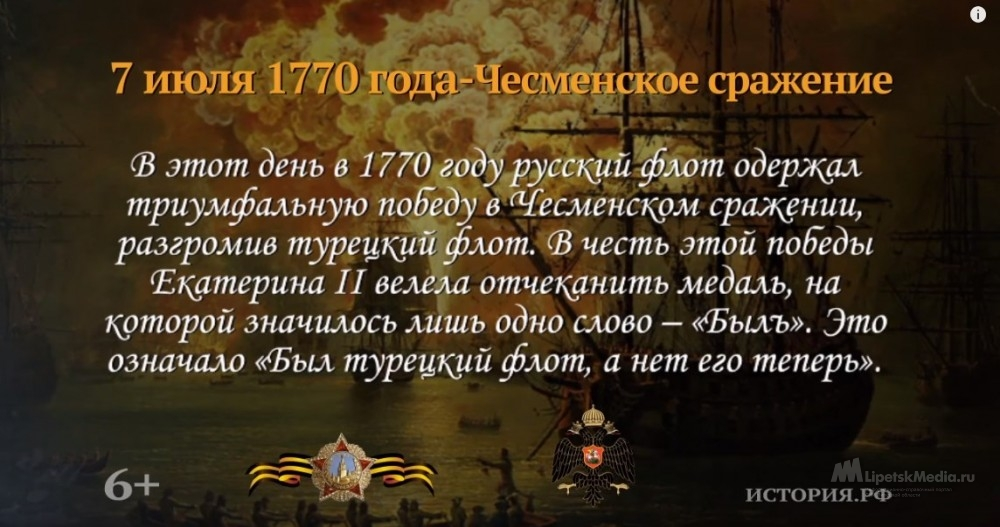 7 июля 1770 года-Чесменское сражение
В этот день в 1770 году русский флот одержал
триумфальную победу в Чесменском сражении,
разгромив турецкий флот. В честь этой победы
Екатерина II велела отчеканить медаль, на
которой значилось лишь одно слово – «Былъ». Это
означало «Был турецкий флот, а нет его теперь».
6+
LipetskMedia.ru
ИСТОРИЯ.РФ